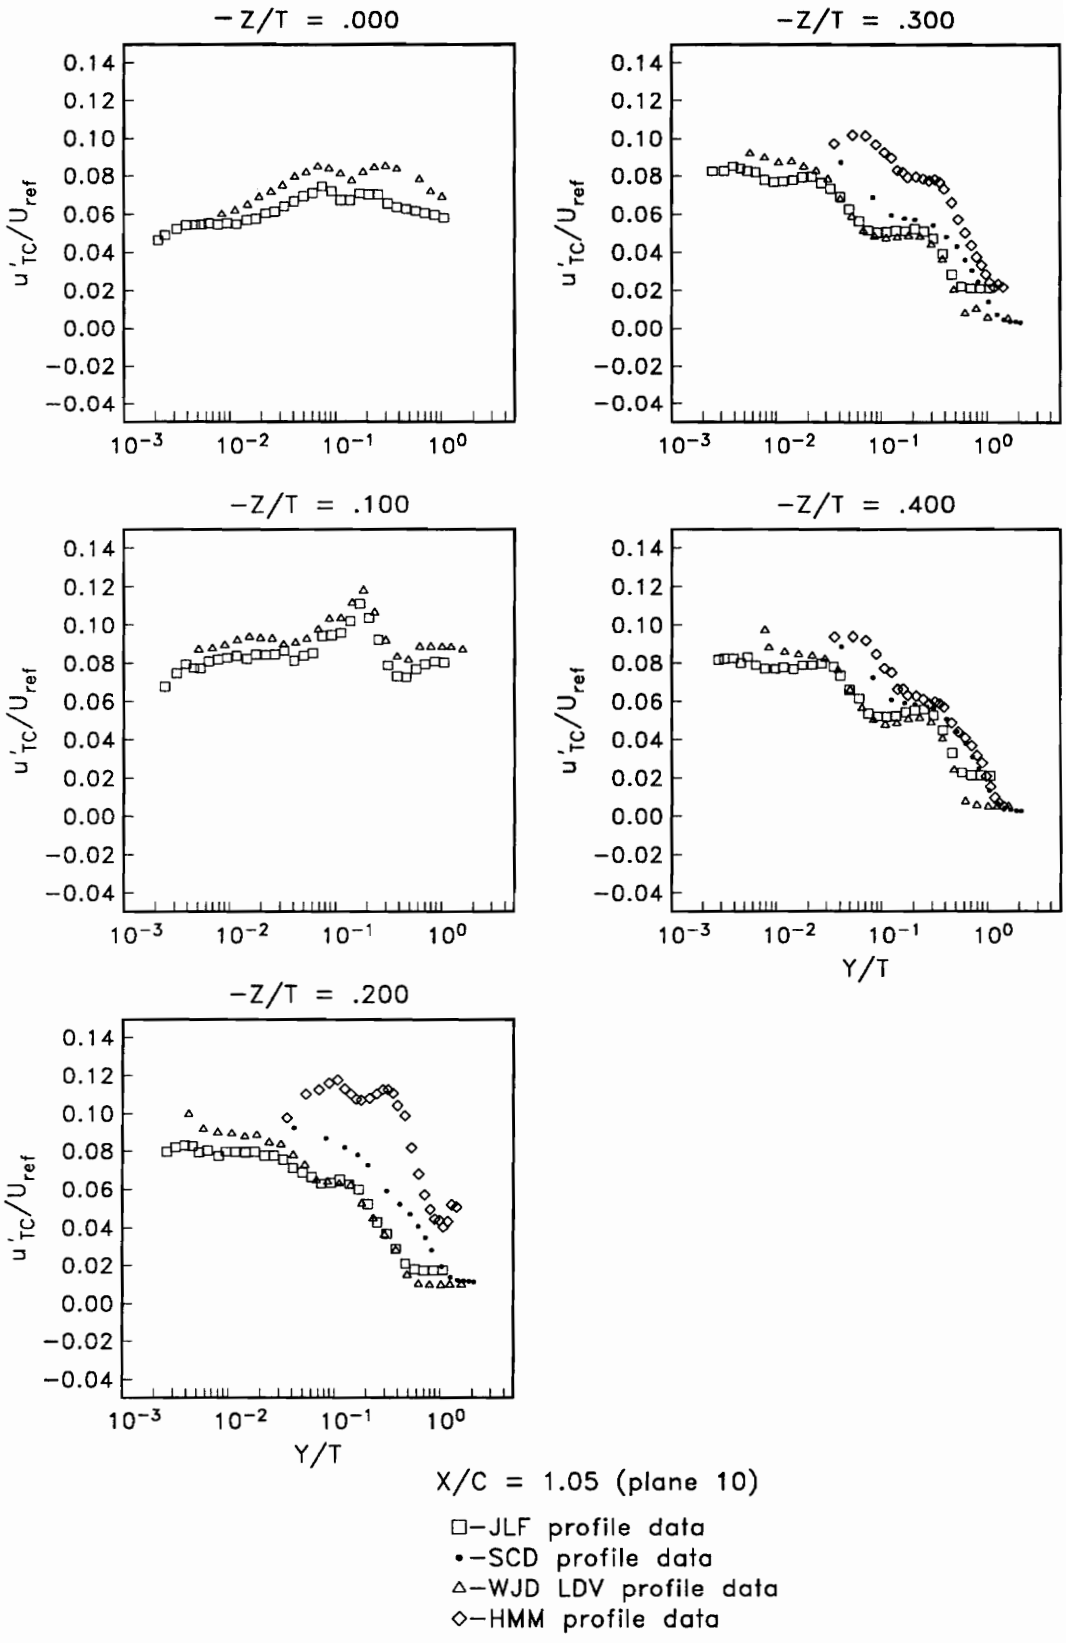 −Z/T = .000
0.14
0.12
0.10
0.08
0.06
0.04
0.02
0.00
−0.02
−0.04
u'TC/Uref
10−3 10−2 10−1 100
−Z/T = .300
0.14
0.12
0.10
0.08
0.06
0.04
0.02
0.00
−0.02
−0.04
u'TC/Uref
10−3 10−2 10−1 100
−Z/T = .100
0.14
0.12
0.10
0.08
0.06
0.04
0.02
0.00
−0.02
−0.04
u'TC/Uref
10−3 10−2 10−1 100
−Z/T = .400
0.14
0.12
0.10
0.08
0.06
0.04
0.02
0.00
−0.02
−0.04
u'TC/Uref
10−3 10−2 10−1 100
Y/T
−Z/T = .200
0.14
0.12
0.10
0.08
0.06
0.04
0.02
0.00
−0.02
−0.04
u'TC/Uref
10−3 10−2 10−1 100
Y/T
X/C = 1.05 (plane 10)
□−JLF profile data
•−SCD profile data
△−WJD LDV profile data
◇−HMM profile data